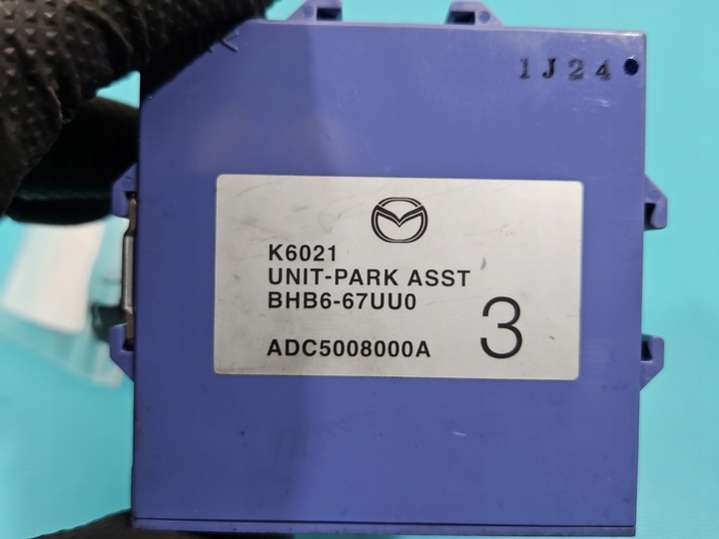 1J24
K6021
UNIT-PARK ASST
BHB6-67UU0
ADC5008000A 3